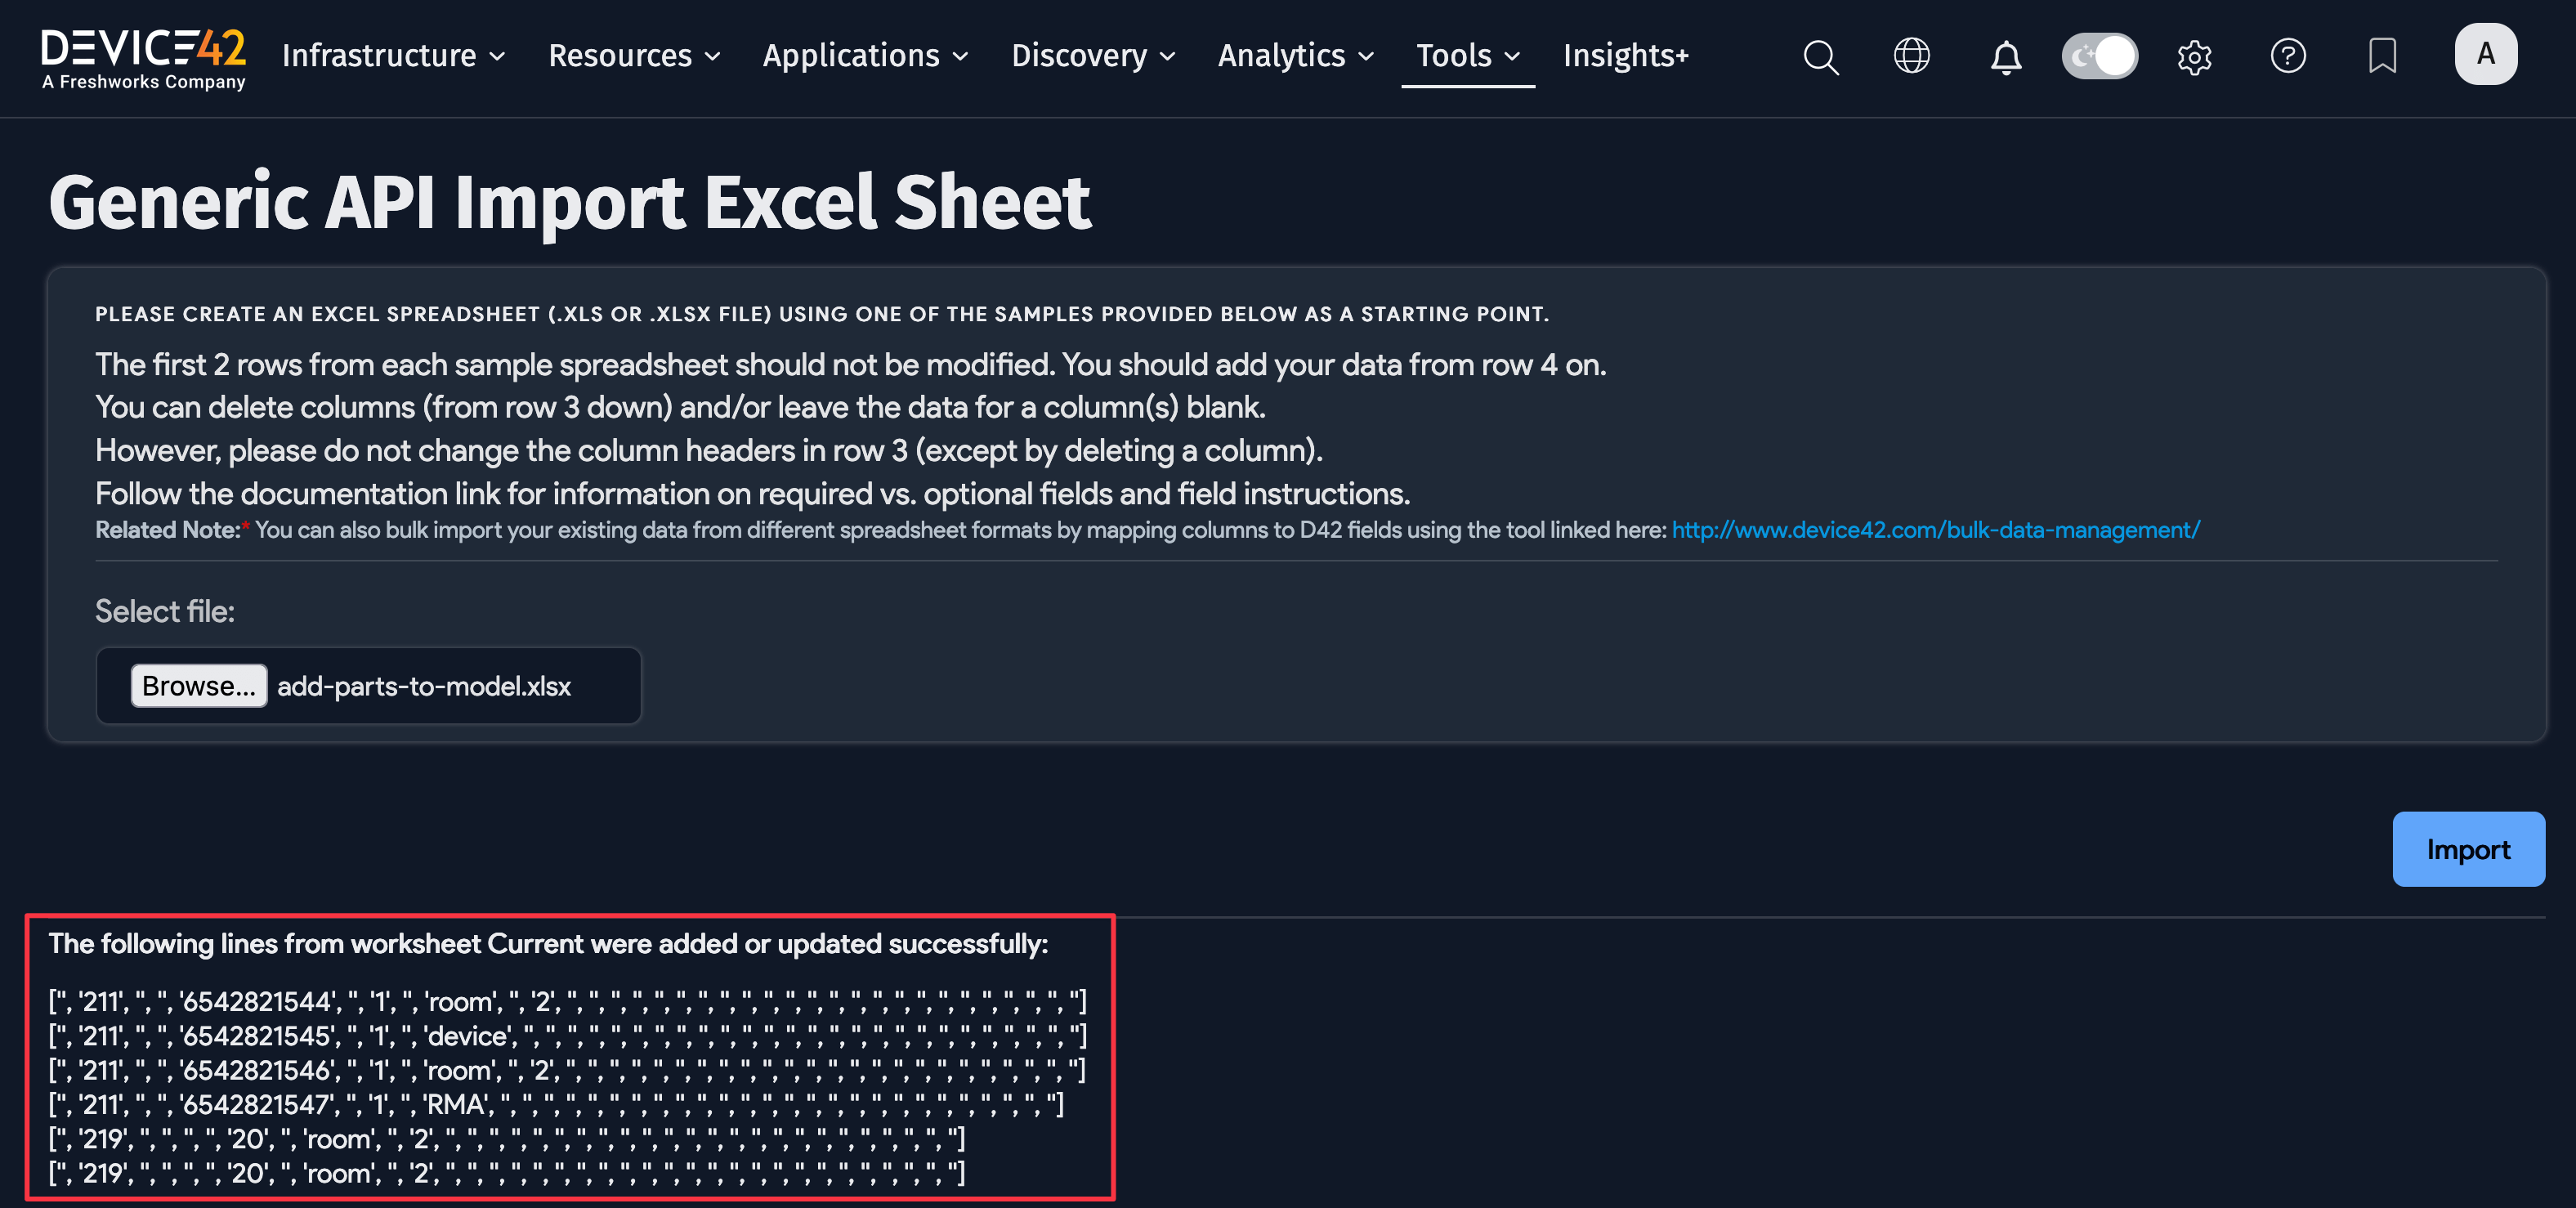 DEVICE42
A Freshworks Company
Infrastructure Resources Applications Discovery Analytics Tools Insights+
A
Generic API Import Excel Sheet
PLEASE CREATE AN EXCEL SPREADSHEET (.XLS OR .XLSX FILE) USING ONE OF THE SAMPLES PROVIDED BELOW AS A STARTING POINT.
The first 2 rows from each sample spreadsheet should not be modified. You should add your data from row 4 on.
You can delete columns (from row 3 down) and/or leave the data for a column(s) blank.
However, please do not change the column headers in row 3 (except by deleting a column).
Follow the documentation link for information on required vs. optional fields and field instructions.
Related Note:* You can also bulk import your existing data from different spreadsheet formats by mapping columns to D42 fields using the tool linked here: http://www.device42.com/bulk-data-management/
Select file:
Browse... add-parts-to-model.xlsx
Import
The following lines from worksheet Current were added or updated successfully:
['', '211', '', '', '6542821544', '', '1', '', 'room', '', '2', '', '', '', '', '', '', '', '', '', '', '', '', '', '', '', '', '', '', '', '', '', '', '', '']
['', '211', '', '', '6542821545', '', '1', '', 'device', '', '', '', '', '', '', '', '', '', '', '', '', '', '', '', '', '', '', '', '', '', '', '', '', '', '']
['', '211', '', '', '6542821546', '', '1', '', 'room', '', '2', '', '', '', '', '', '', '', '', '', '', '', '', '', '', '', '', '', '', '', '', '', '', '', '']
['', '211', '', '', '6542821547', '', '1', '', 'RMA', '', '', '', '', '', '', '', '', '', '', '', '', '', '', '', '', '', '', '', '', '', '', '', '', '', '']
['', '219', '', '', '', '', '20', '', 'room', '', '2', '', '', '', '', '', '', '', '', '', '', '', '', '', '', '', '', '', '', '', '', '', '', '', '']
['', '219', '', '', '', '', '20', '', 'room', '', '2', '', '', '', '', '', '', '', '', '', '', '', '', '', '', '', '', '', '', '', '', '', '', '', '']